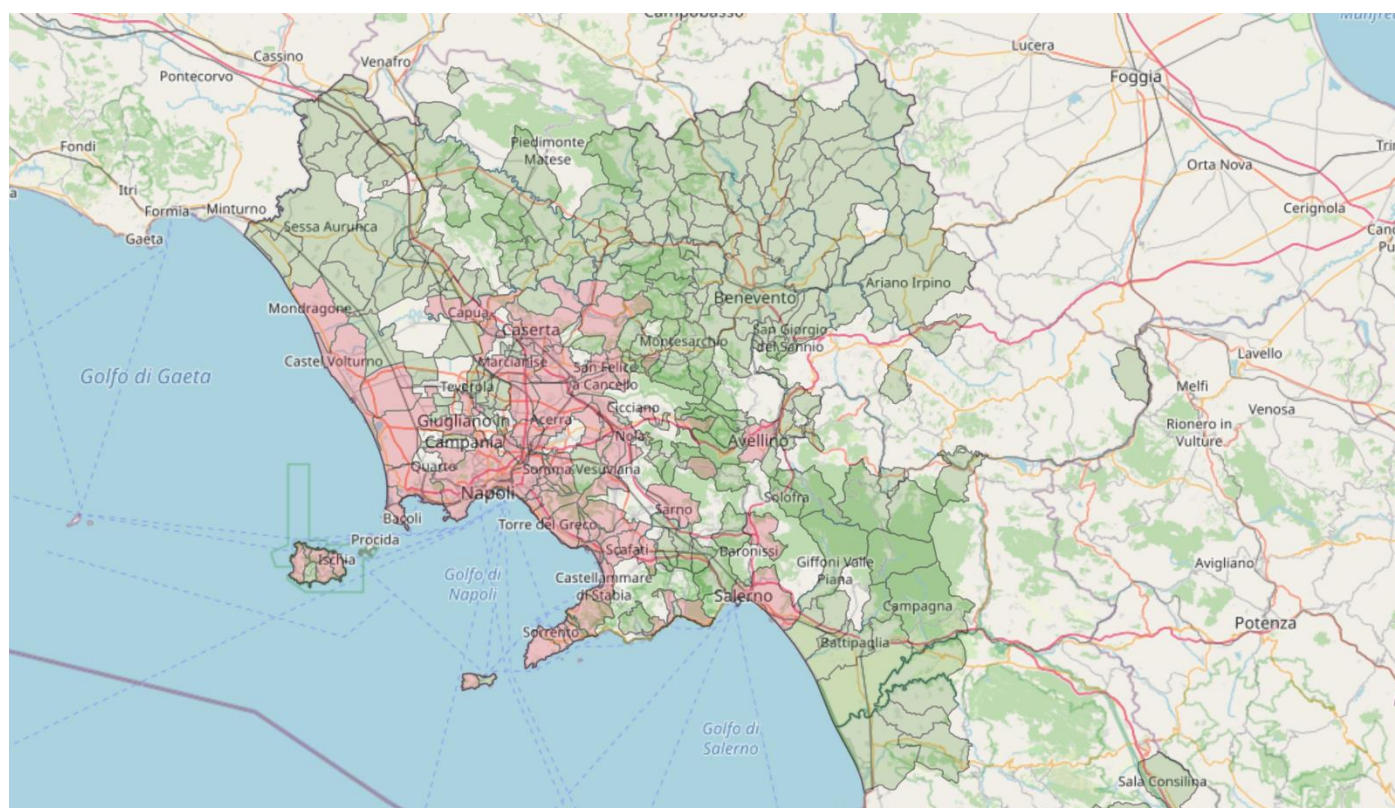 Campobasso
Manfre
Cassino
Venafro
Lucera
Pontecorvo
Foggia
Fondi
Piedimonte
Matese
Orta Nova
Trin
Itri
a
Formia
Minturno
Cerignola
Gaeta
Sessa Aurunca
Cano
Pu
Ariano Irpino
Mondragone
Capua
Benevento
Caserta
San Giorgio
del Sannio
Montesarchio
Lavello
Castel Volturno
Marcianise
San Felice
a Cancello
Golfo di Gaeta
Teverola
Melfi
Cicciano
Venosa
Giugliano in
Campania
Acerra
Nola
Avellino
Rionero in
Vulture
Quarto
Somma Vesuviana
Napoli
Solofra
Sarno
Bacoli
Torre del Greco
Procida
Ischia
Scafati
Baronissi
Giffoni Valle
Piana
Avigliano
Golfo di
Napoli
Castellammare
di Stabia
Salerno
Campagna
Sorrento
Battipaglia
Potenza
Golfo di
Salerno
Sala Consilina